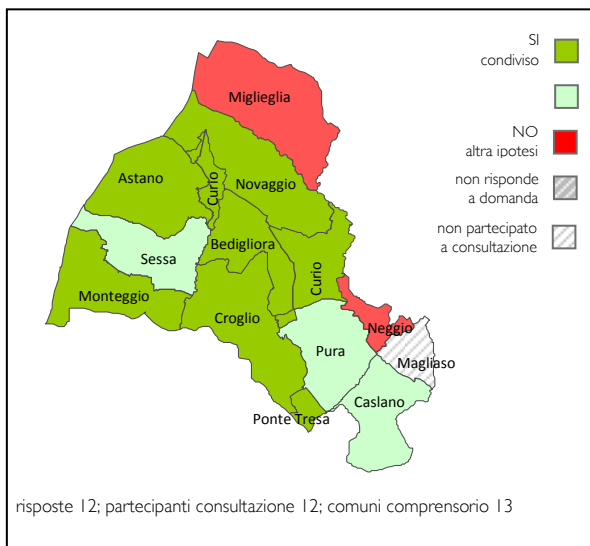 SI
condiviso
NO
altra ipotesi
non risponde
a domanda
non partecipato
a consultazione
Miglieglia
Astano
Curio
Novaggio
Sessa
Bedigliora
Monteggio
Curio
Croglio
Neggio
Pura
Magliaso
Caslano
Ponte Tresa
risposte 12; partecipanti consultazione 12; comuni comprensorio 13